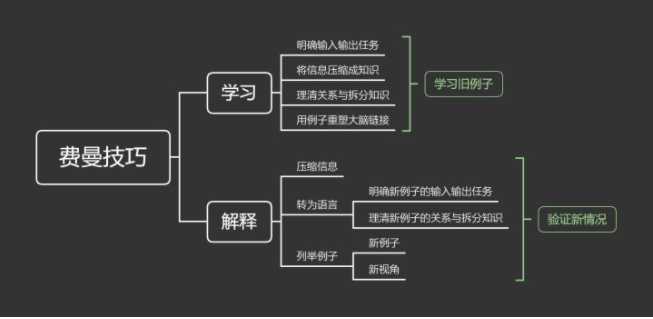 费曼技巧
学习
明确输入输出任务
将信息压缩成知识
理清关系与拆分知识
用例子重塑大脑链接
学习旧例子
解释
压缩信息
转为语言
明确新例子的输入输出任务
理清新例子的关系与拆分知识
列举例子
新例子
新视角
验证新情况